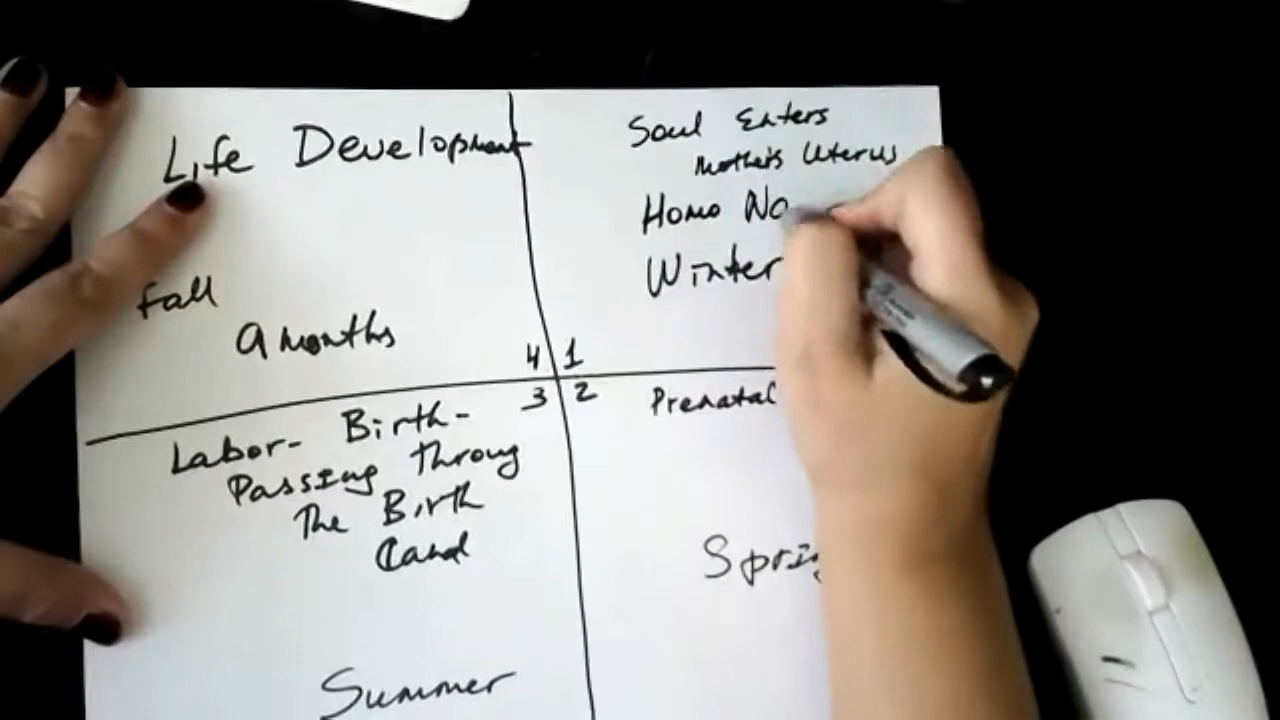 Life Development
Fall
9 months
4
Soul Enters
Mother's Uterus
Homo No
Winter
1
3
Labor- Birth-
Passing Throug
The Birth
Canal
Summer
2
Prenatal
Sprin